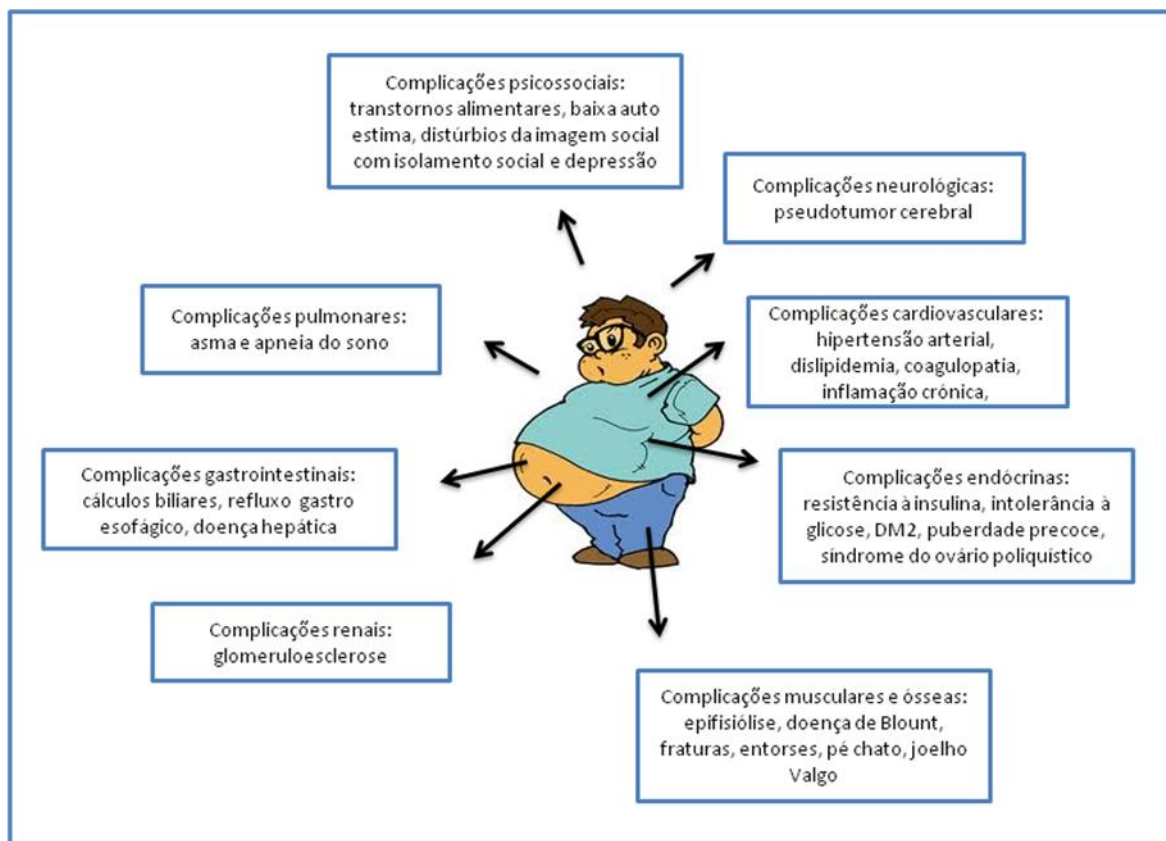 Complicações psicossociais:
transtornos alimentares, baixa auto
estima, distúrbios da imagem social
com isolamento social e depressão
Complicações neurológicas:
pseudotumor cerebral
Complicações pulmonares:
asma e apneia do sono
Complicações cardiovasculares:
hipertensão arterial,
dislipidemia, coagulopatia,
inflamação crónica,
Complicações gastrointestinais:
cálculos biliares, refluxo gastro
esofágico, doença hepática
Complicações endócrinas:
resistência à insulina, intolerância à
glicose, DM2, puberdade precoce,
síndrome do ovário poliquístico
Complicações renais:
glomeruloesclerose
Complicações musculares e ósseas:
epifisiólise, doença de Blount,
fraturas, entorses, pé chato, joelho
Valgo